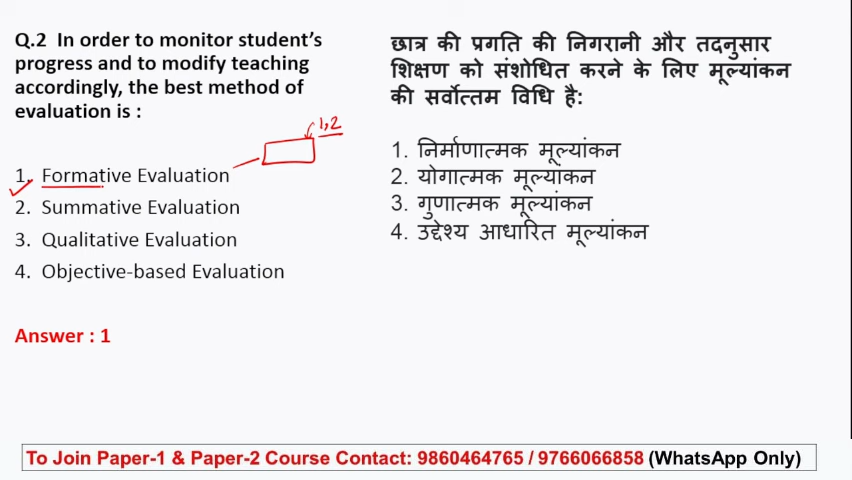 Q.2 In order to monitor student's
progress and to modify teaching
accordingly, the best method of
evaluation is :
1,2
1. Formative Evaluation
2. Summative Evaluation
3. Qualitative Evaluation
4. Objective-based Evaluation
Answer : 1
छात्र की प्रगति की निगरानी और तदनुसार
शिक्षण को संशोधित करने के लिए मूल्यांकन
की सर्वोत्तम विधि है:
1. निर्माणात्मक मूल्यांकन
2. योगात्मक मूल्यांकन
3. गुणात्मक मूल्यांकन
4. उद्देश्य आधारित मूल्यांकन
To Join Paper-1 & Paper-2 Course Contact: 9860464765 / 9766066858 (WhatsApp Only)